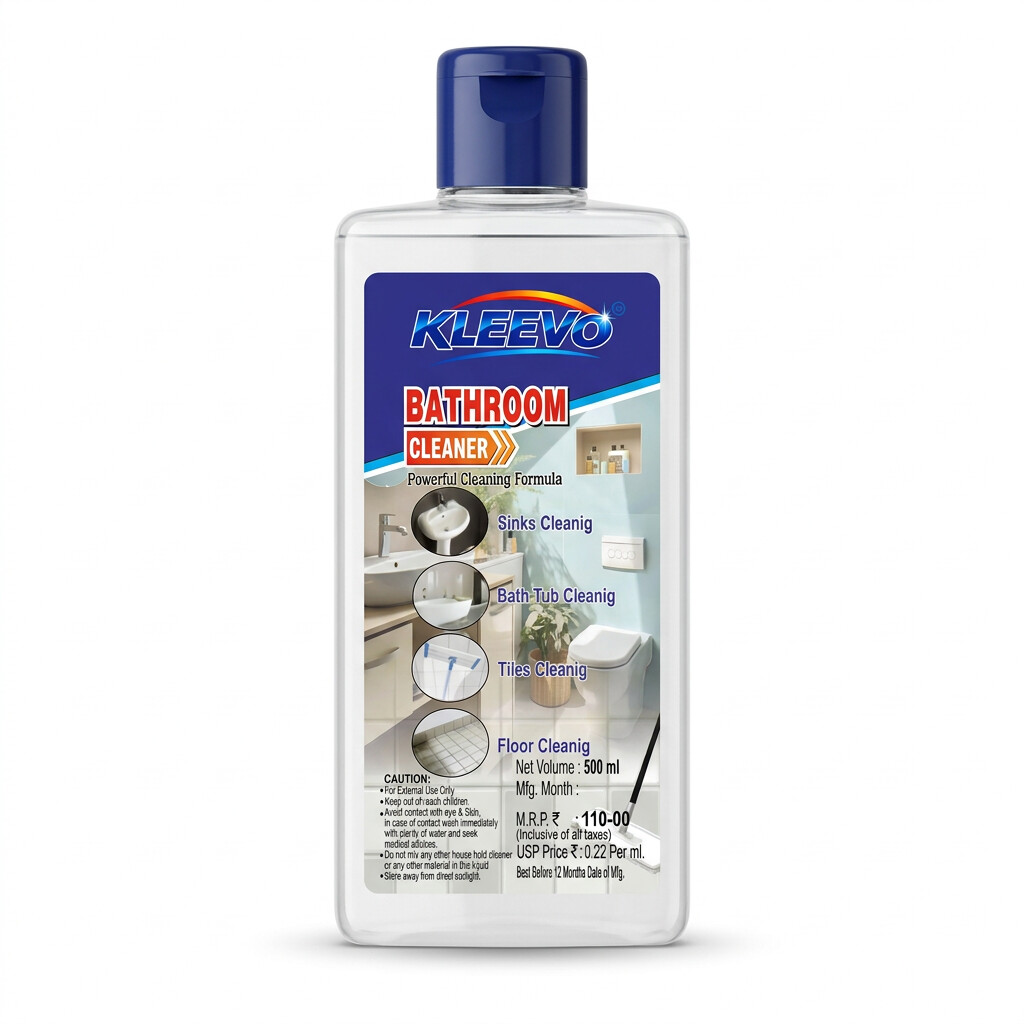 KLEEVO
BATHROOM
CLEANER
Powerful Cleaning Formula
Sinks Cleanig
Bath Tub Cleanig
Tiles Cleanig
Floor Cleanig
Net Volume : 500 ml
Mfg. Month :
M.R.P. ₹ : 110-00
(Inclusive of all taxes)
USP Price ₹ : 0.22 Per ml.
Best Before 12 Months Date of Mfg.
CAUTION:
• For External Use Only
• Keep out of reach children.
• Avoid contact with eye & Skin,
in case of contact wash immediately
with plenty of water and seek
medical
• Do not mix any other house hold cleaner
or any other material in the liquid
away from direct